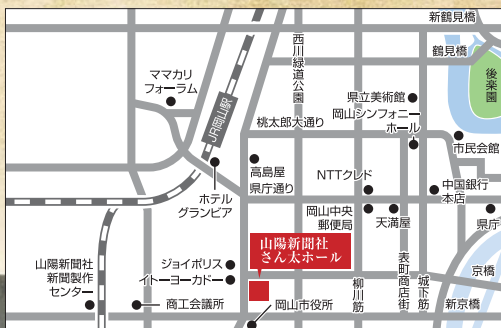 新鶴見橋
鶴見橋
西川緑道公園
後楽園
ママカリ
フォーラム
JR岡山駅
県立美術館
岡山シンフォニー
ホール
桃太郎大通り
市民会館
高島屋
県庁通り
NTTクレド
中国銀行
本店
ホテル
グランビア
岡山中央
郵便局
天満屋
県庁
山陽新聞社
さん太ホール
山陽新聞社
新聞製作
センター
ジョイポリス
イトーヨーカドー
商工会議所
岡山市役所
柳川筋
表町商店街
城下筋
京橋
新京橋